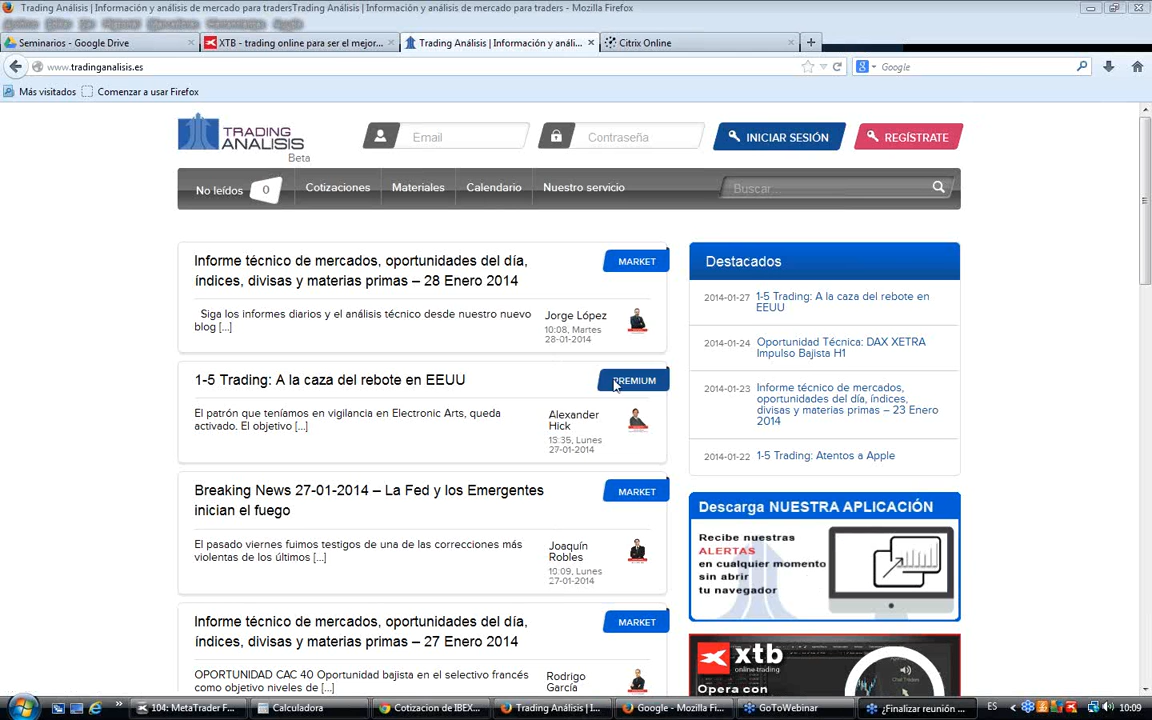 Trading Análisis | Información y análisis de mercado para tradersTrading Análisis | Información y análisis de mercado para traders - Mozilla Firefox
Seminarios - Google Drive
XTB - trading online para ser el mejor...
Trading Análisis | Información y análi...
Citrix Online
www.tradinganalisis.es
Google
Más visitados
Comenzar a usar Firefox
TRADING
ANALISIS
Beta
Email
Contraseña
INICIAR SESIÓN
REGÍSTRATE
No leídos
0
Cotizaciones
Materiales
Calendario
Nuestro servicio
Buscar...
Informe técnico de mercados, oportunidades del día,
índices, divisas y materias primas – 28 Enero 2014
MARKET
Siga los informes diarios y el análisis técnico desde nuestro nuevo
blog [...]
Jorge López
10:08, Martes
28-01-2014
1-5 Trading: A la caza del rebote en EEUU
PREMIUM
El patrón que teníamos en vigilancia en Electronic Arts, queda
activado. El objetivo [...]
Alexander
Hick
13:35, Lunes
27-01-2014
Breaking News 27-01-2014 – La Fed y los Emergentes
inician el fuego
MARKET
El pasado viernes fuimos testigos de una de las correcciones más
violentas de los últimos [...]
Joaquín
Robles
10:09, Lunes
27-01-2014
Informe técnico de mercados, oportunidades del día,
índices, divisas y materias primas – 27 Enero 2014
MARKET
OPORTUNIDAD CAC 40 Oportunidad bajista en el selectivo francés
como objetivo niveles de [...]
Rodrigo
García
Destacados
2014-01-27
1-5 Trading: A la caza del rebote en
EEUU
2014-01-24
Oportunidad Técnica: DAX XETRA
Impulso Bajista H1
2014-01-23
Informe técnico de mercados,
oportunidades del día, índices,
divisas y materias primas – 23 Enero
2014
2014-01-22
1-5 Trading: Atentos a Apple
Descarga NUESTRA APLICACIÓN
Recibe nuestras
ALERTAS
en cualquier momento
sin abrir
tu navegador
xtb
online trading
Opera con
104: MetaTrader F...
Calculadora
Cotizacion de IBEX...
Trading Análisis | I...
Google - Mozilla Fi...
GoToWebinar
¿Finalizar reunión ...
ES
10:09